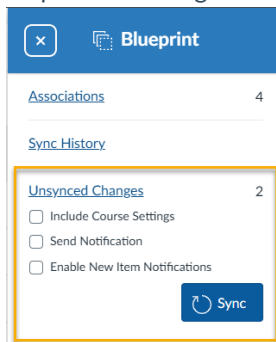 Blueprint
Associations 4
Sync History
Unsynced Changes 2
Include Course Settings
Send Notification
Enable New Item Notifications
Sync